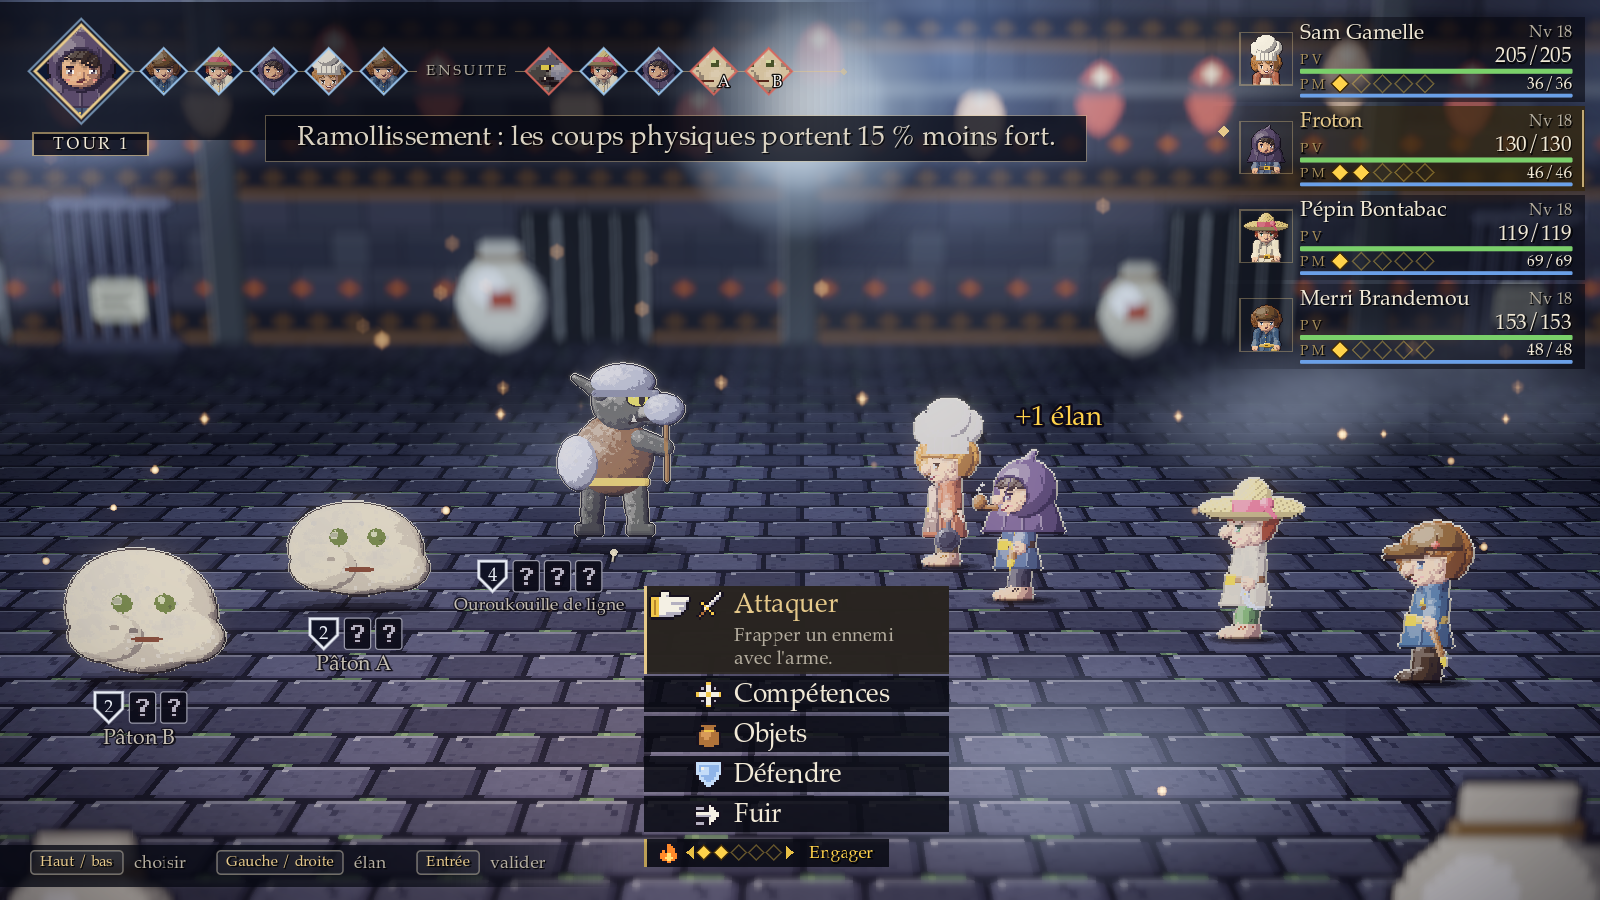 ENSUITE
A
B
TOUR 1
Ramollissement : les coups physiques portent 15 % moins fort.
Sam Gamelle Nv 18
PV 205/205
PM 36/36
Froton Nv 18
PV 130/130
PM 46/46
Pépin Bontabac Nv 18
PV 119/119
PM 69/69
Merri Brandemou Nv 18
PV 153/153
PM 48/48
+1 élan
4 ? ? ?
Ouroukouille de ligne
2 ? ?
Pâton A
2 ? ?
Pâton B
Attaquer
Frapper un ennemi
avec l'arme.
Compétences
Objets
Défendre
Fuir
Engager
Haut / bas choisir Gauche / droite élan Entrée valider